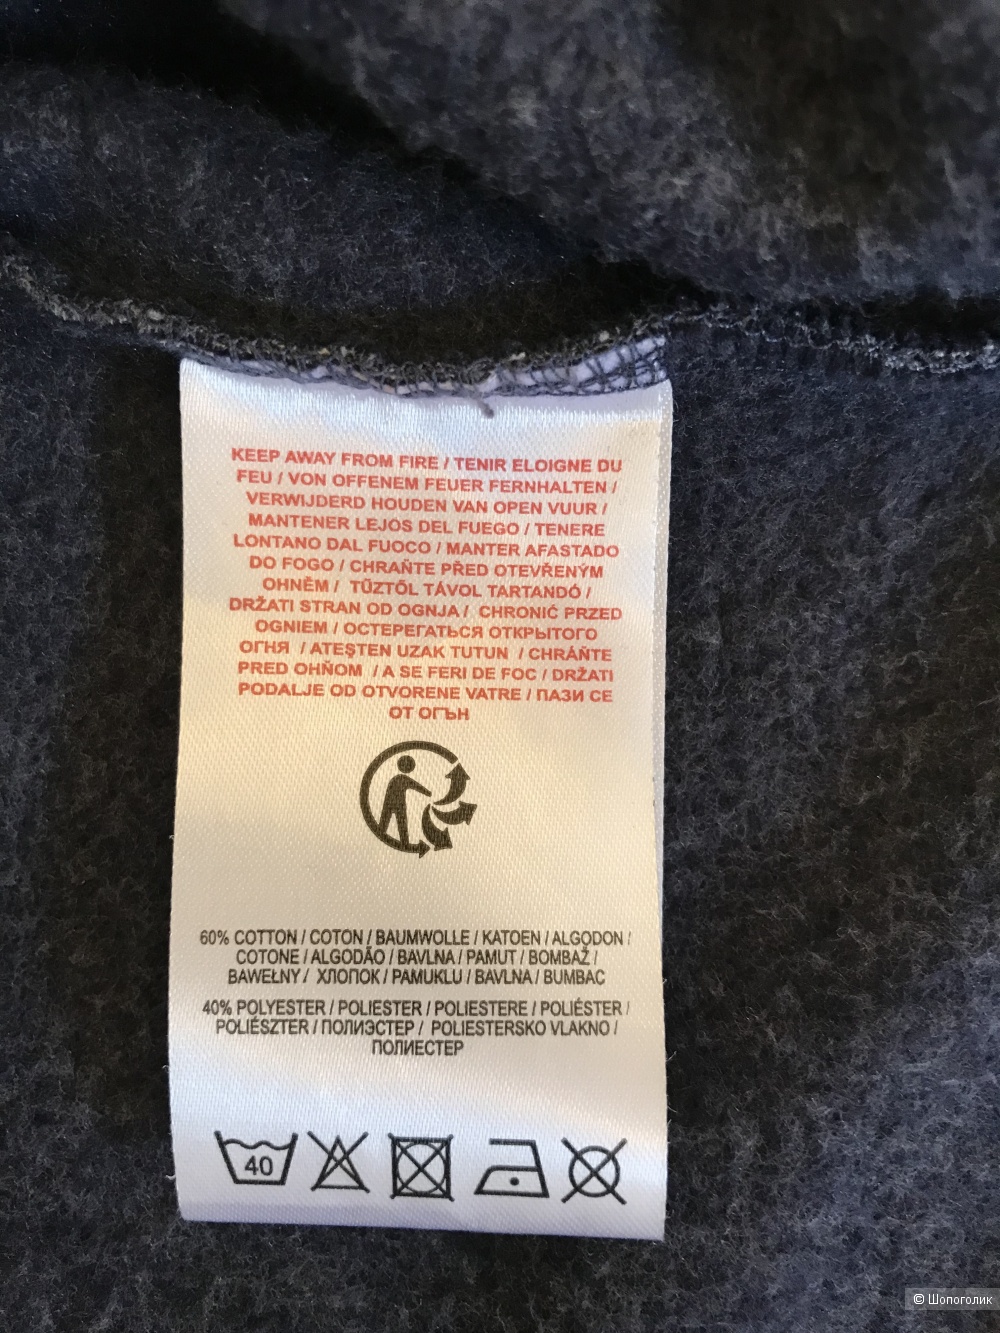 KEEP AWAY FROM FIRE / TENIR ELOIGNE DU
FEU / VON OFFENEM FEUER FERNHALTEN /
VERWIJDERD HOUDEN VAN OPEN VUUR /
MANTENER LEJOS DEL FUEGO / TENERE
LONTANO DAL FUOCO / MANTER AFASTADO
DO FOGO / CHRAŇTE PŘED OTEVŘENÝM
OHNĚM / TŰZTŐL TÁVOL TARTANDÓ /
DRŽATI STRAN OD OGNJA / CHRONIĆ PRZED
OGNIEM / ОСТЕРЕГАТЬСЯ ОТКРЫТОГО
ОГНЯ / ATEŞTEN UZAK TUTUN / CHRÁŇTE
PRED OHŇOM / A SE FERI DE FOC / DRŽATI
PODALJE OD OTVORENE VATRE / ПАЗИ СЕ
ОТ ОГЪН
60% COTTON / COTON / BAUMWOLLE / KATOEN / ALGODON /
COTONE / ALGODÃO / BAVLNA / PAMUT / BOMBAŽ /
BAWEŁNY / ХЛОПОК / PAMUKLU / BAVLNA / BUMBAC
40% POLYESTER / POLIESTER / POLIESTERE / POLIÉSTER /
POLIÉSZTER / ПОЛИЭСТЕР / POLIESTERSKO VLAKNO /
ПОЛИЕСТЕР
40
© Шопоголик